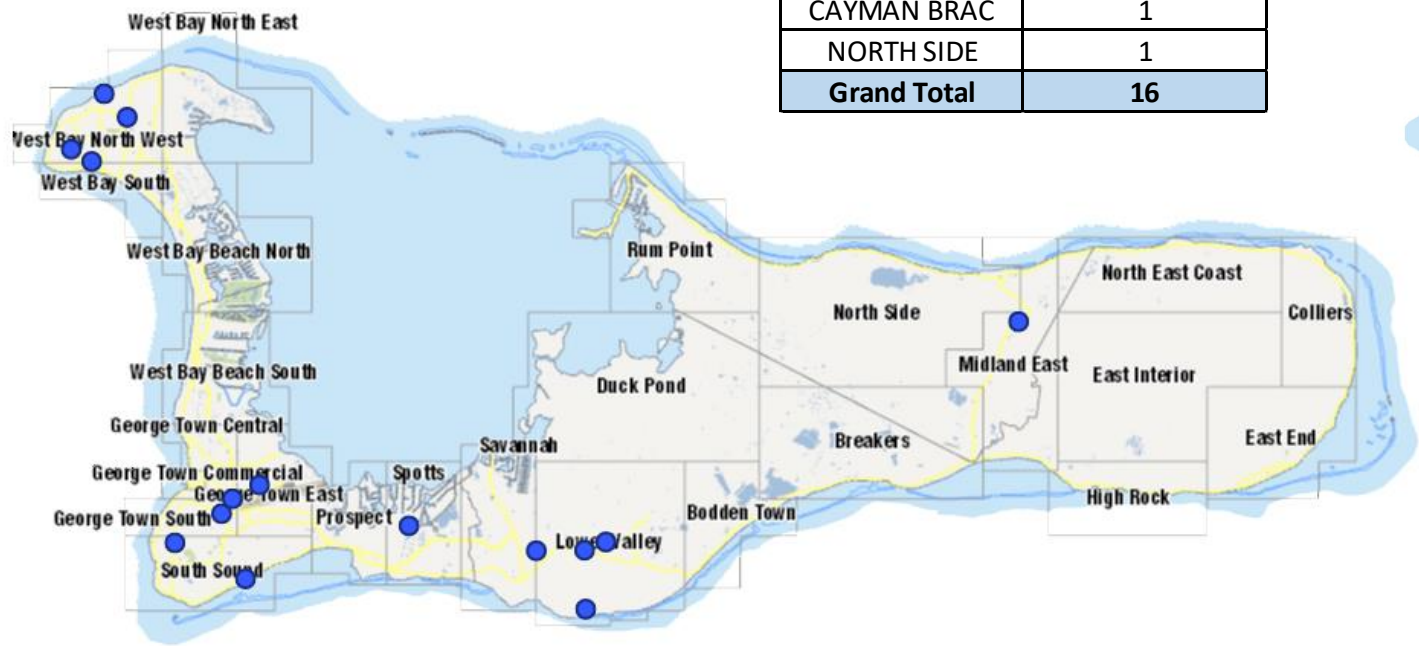 CAYMAN BRAC 1
NORTH SIDE 1
Grand Total 16
West Bay North East
West Bay North West
West Bay South
West Bay Beach North
Rum Point
North East Coast
North Side
Colliers
West Bay Beach South
Duck Pond
Midland East
East Interior
George Town Central
Savannah
Breakers
East End
George Town Commercial
Spotts
George Town East
High Rock
George Town South
Prospect
Bodden Town
Lower Valley
South Sound